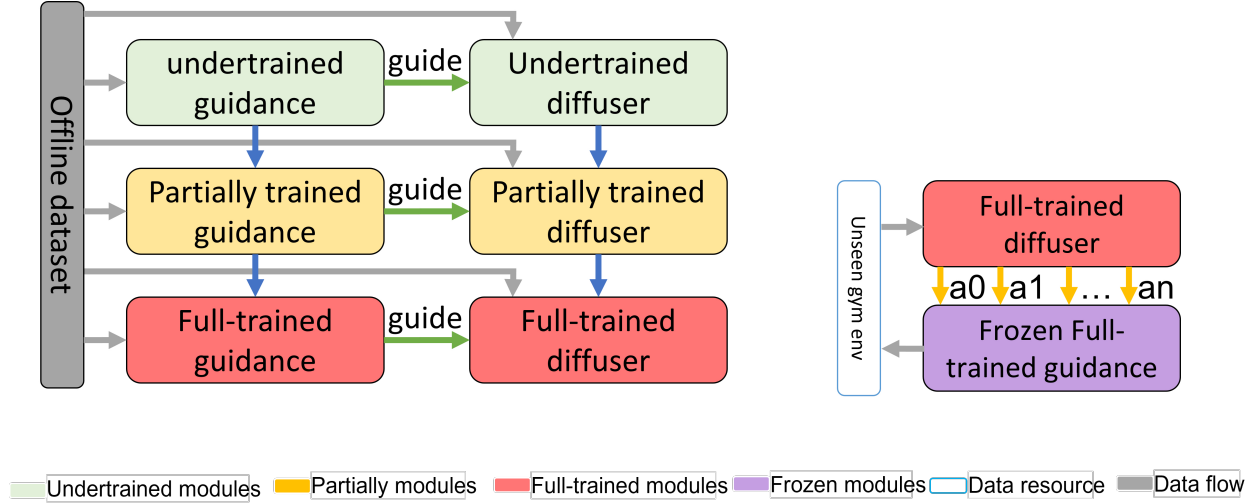 Offline dataset
undertrained
guidance
guide
Undertrained
diffuser
Partially trained
guidance
guide
Partially trained
diffuser
Full-trained
guidance
guide
Full-trained
diffuser
Unseen gym env
Full-trained
diffuser
a0 a1 ... an
Frozen Full-
trained guidance
Undertrained modules
Partially modules
Full-trained modules
Frozen modules
Data resource
Data flow